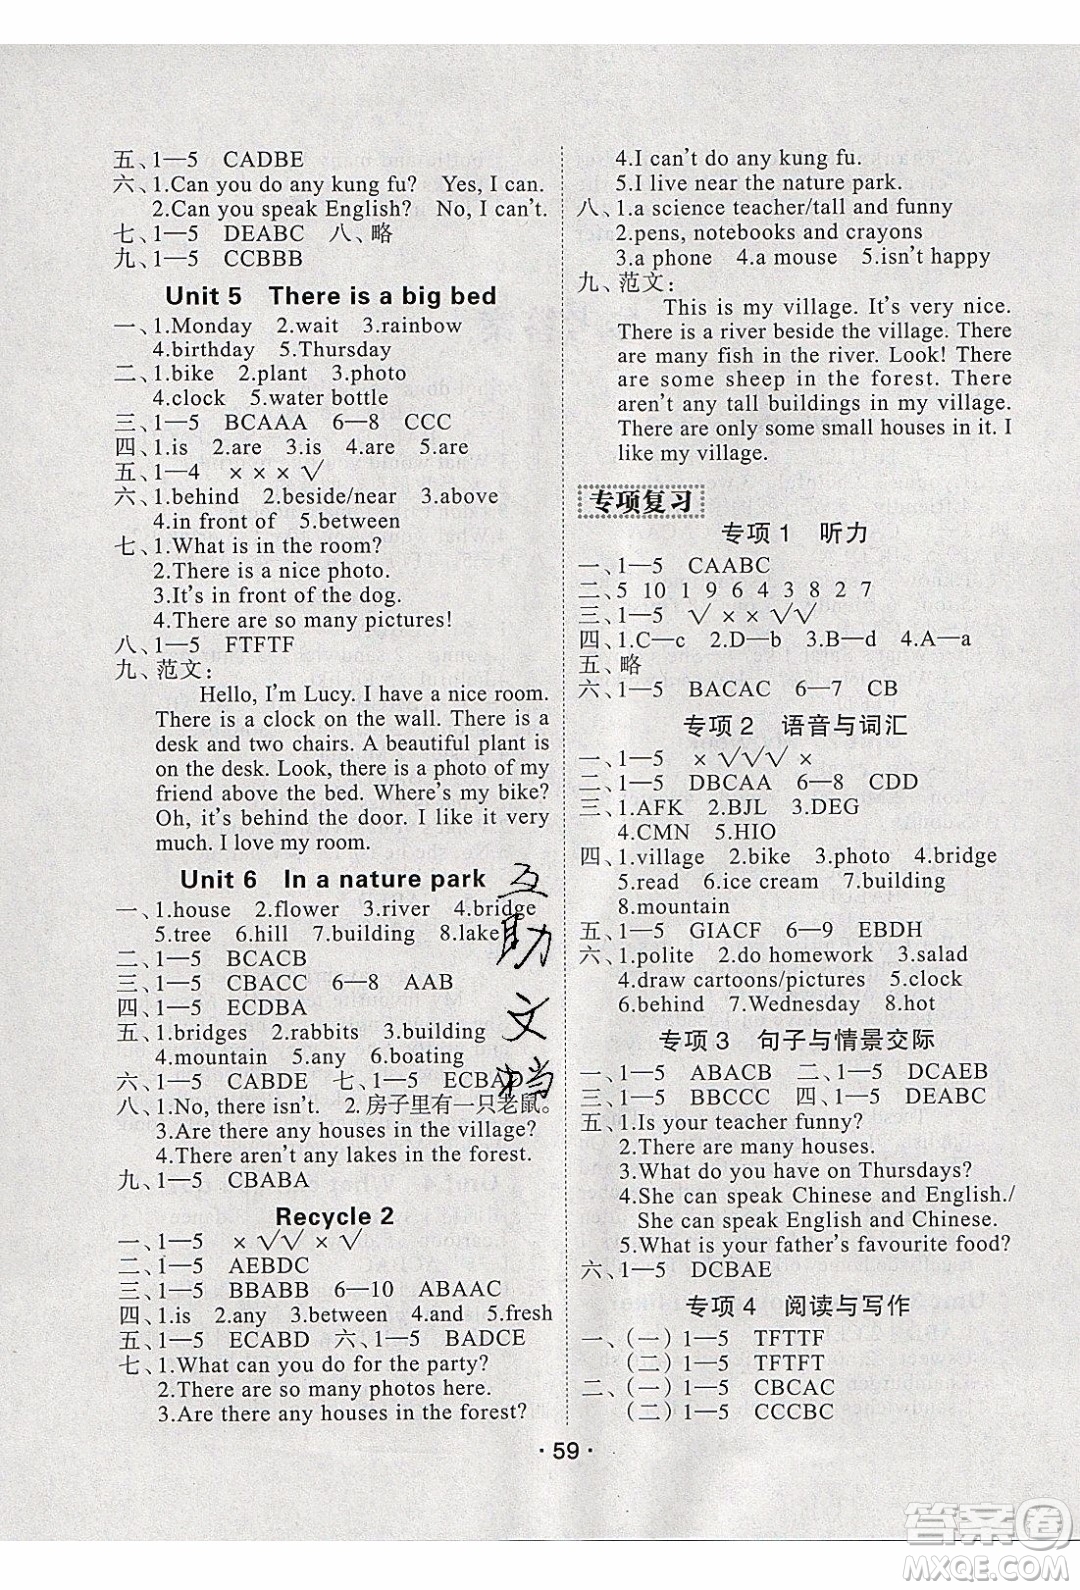 五、1—5 CADBE
六、1.Can you do any kung fu? Yes, I can.
2.Can you speak English? No, I can't.
七、1—5 DEABC 八、略
九、1—5 CCBBB
Unit 5 There is a big bed
一、1.Monday 2.wait 3.rainbow
4.birthday 5.Thursday
二、1.bike 2.plant 3.photo
4.clock 5.water bottle
三、1—5 BCAAA 6—8 CCC
四、1.is 2.are 3.is 4.are 5.are
五、1—4 × × × √
六、1.behind 2.beside/near 3.above
4.in front of 5.between
七、1.What is in the room?
2.There is a nice photo.
3.It's in front of the dog.
4.There are so many pictures!
八、1—5 FTFTF
九、范文：
Hello, I'm Lucy. I have a nice room.
There is a clock on the wall. There is a
desk and two chairs. A beautiful plant is
on the desk. Look, there is a photo of my
friend above the bed. Where's my bike?
Oh, it's behind the door. I like it very
much. I love my room.
Unit 6 In a nature park
一、1.house 2.flower 3.river 4.bridge
5.tree 6.hill 7.building 8.lake
二、1—5 BCACB
三、1—5 CBACC 6—8 AAB
四、1—5 ECDBA
五、1.bridges 2.rabbits 3.building
4.mountain 5.any 6.boating
六、1—5 CABDE 七、1—5 ECBAD
八、1.No, there isn't. 2.房子里有一只老鼠。
3.Are there any houses in the village?
4.There aren't any lakes in the forest.
九、1—5 CBABA
Recycle 2
一、1—5 × √ √ × √
二、1—5 AEBDC
三、1—5 BBABB 6—10 ABAAC
四、1.is 2.any 3.between 4.and 5.fresh
五、1—5 ECABD 六、1—5 BADCE
七、1.What can you do for the party?
2.There are so many photos here.
3.Are there any houses in the forest?
互助文档
4.I can't do any kung fu.
5.I live near the nature park.
八、1.a science teacher/tall and funny
2.pens, notebooks and crayons
3.a phone 4.a mouse 5.isn't happy
九、范文：
This is my village. It's very nice.
There is a river beside the village. There
are many fish in the river. Look! There
are some sheep in the forest. There
aren't any tall buildings in my village.
There are only some small houses in it. I
like my village.
专项复习
专项 1 听力
一、1—5 CAABC
二、5 10 1 9 6 4 3 8 2 7
三、1—5 √ × × √ √
四、1.C—c 2.D—b 3.B—d 4.A—a
五、略
六、1—5 BACAC 6—7 CB
专项 2 语音与词汇
一、1—5 × √ √ √ ×
二、1—5 DBCAA 6—8 CDD
三、1.AFK 2.BJL 3.DEG
4.CMN 5.HIO
四、1.village 2.bike 3.photo 4.bridge
5.read 6.ice cream 7.building
8.mountain
五、1—5 GIACF 6—9 EBDH
六、1.polite 2.do homework 3.salad
4.draw cartoons/pictures 5.clock
6.behind 7.Wednesday 8.hot
专项 3 句子与情景交际
一、1—5 ABACB 二、1—5 DCAEB
三、1—5 BBCCC 四、1—5 DEABC
五、1.Is your teacher funny?
2.There are many houses.
3.What do you have on Thursdays?
4.She can speak Chinese and English./
She can speak English and Chinese.
5.What is your father's favourite food?
六、1—5 DCBAE
专项 4 阅读与写作
一、（一）1—5 TFTTF
（二）1—5 TFTFT
二、（一）1—5 CBCAC
（二）1—5 CCCBC
· 59 ·
答案卷
MXQE.COM